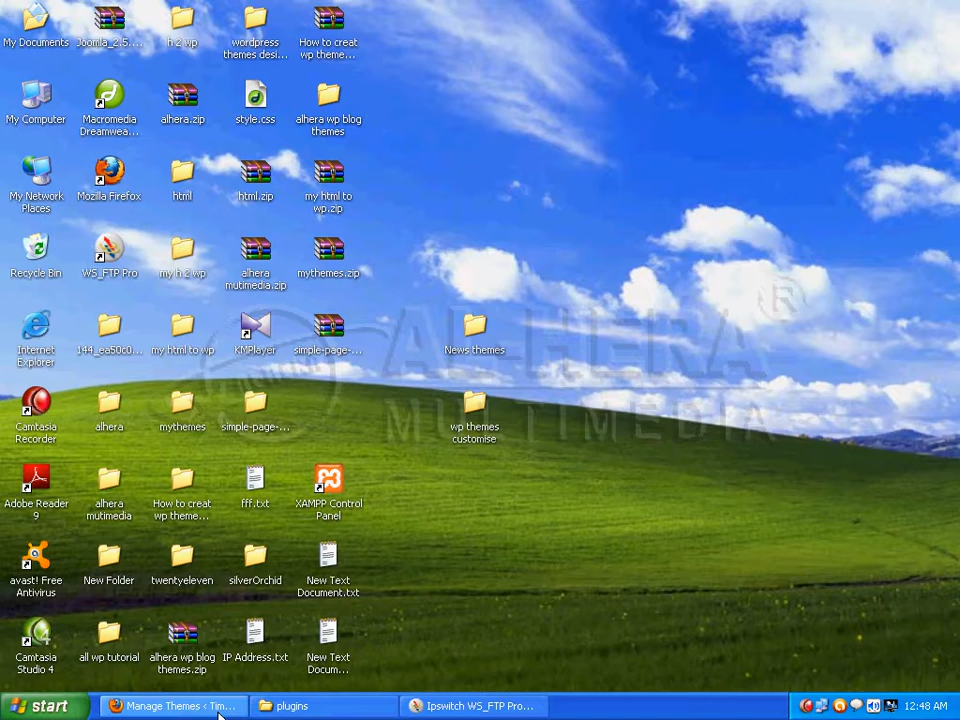 My Documents
Joomla_2.5....
h 2 wp
wordpress
themes desi...
How to creat
wp theme...
My Computer
Macromedia
Dreamwea...
alhera.zip
style.css
alhera wp blog
themes
My Network
Places
Mozilla Firefox
html
html.zip
my html to
wp.zip
Recycle Bin
WS_FTP Pro
my h 2 wp
alhera
mutimedia.zip
mythemes.zip
Internet
Explorer
144_ea50c0...
my html to wp
KMPlayer
simple-page-...
News themes
ALHERA
MULTIMEDIA
®
Camtasia
Recorder
alhera
mythemes
simple-page-...
wp themes
customise
Adobe Reader
9
alhera
mutimedia
How to creat
wp theme...
fff.txt
XAMPP Control
Panel
avast! Free
Antivirus
New Folder
twentyeleven
silverOrchid
New Text
Document.txt
Camtasia
Studio 4
all wp tutorial
alhera wp blog
themes.zip
IP Address.txt
New Text
Docum...
start
Manage Themes ‹ Tim...
plugins
Ipswitch WS_FTP Pro...
12:48 AM